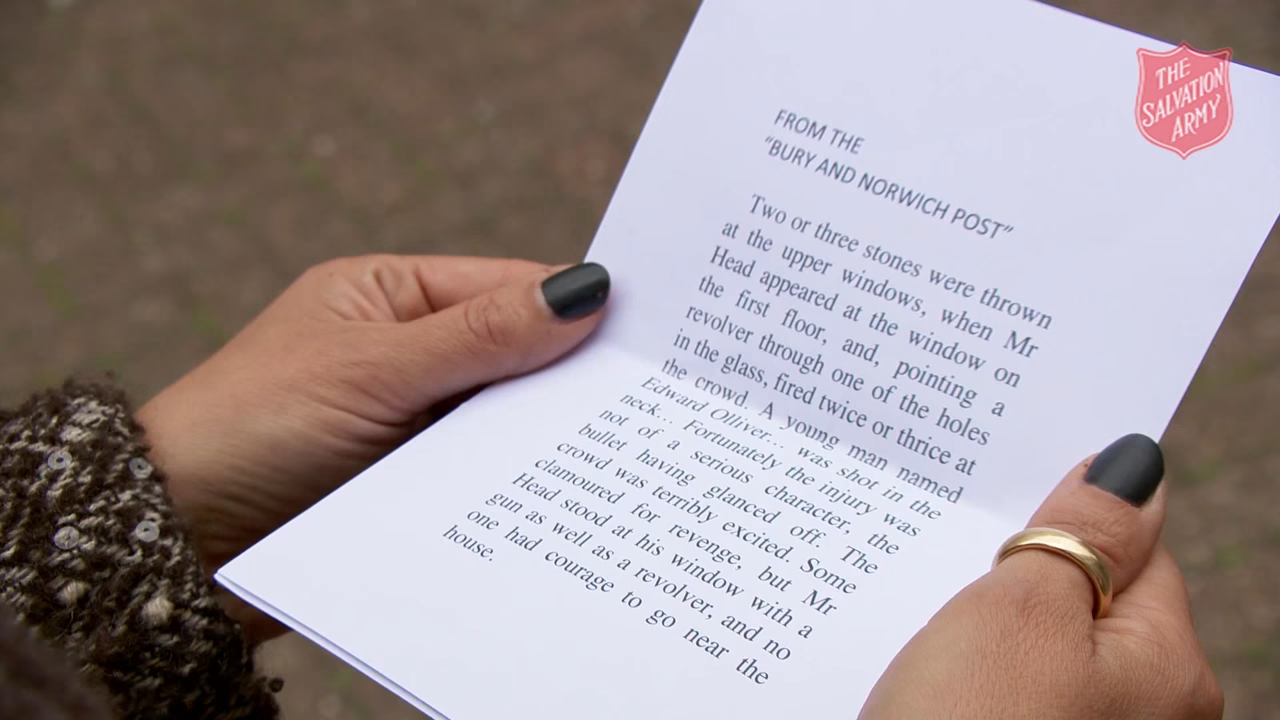 THE
SALVATION
ARMY
FROM THE
"BURY AND NORWICH POST"
Two or three stones were thrown
at the upper windows, when Mr
Head appeared at the window on
the first floor, and, pointing a
revolver through one of the holes
in the glass, fired twice or thrice at
the crowd. A young man named
Edward Olliver... was shot in the
neck... Fortunately the injury was
not of a serious character, the
bullet having glanced off. The
crowd was terribly excited. Some
clamoured for revenge, but Mr
Head stood at his window with a
gun as well as a revolver, and no
one had courage to go near the
house.